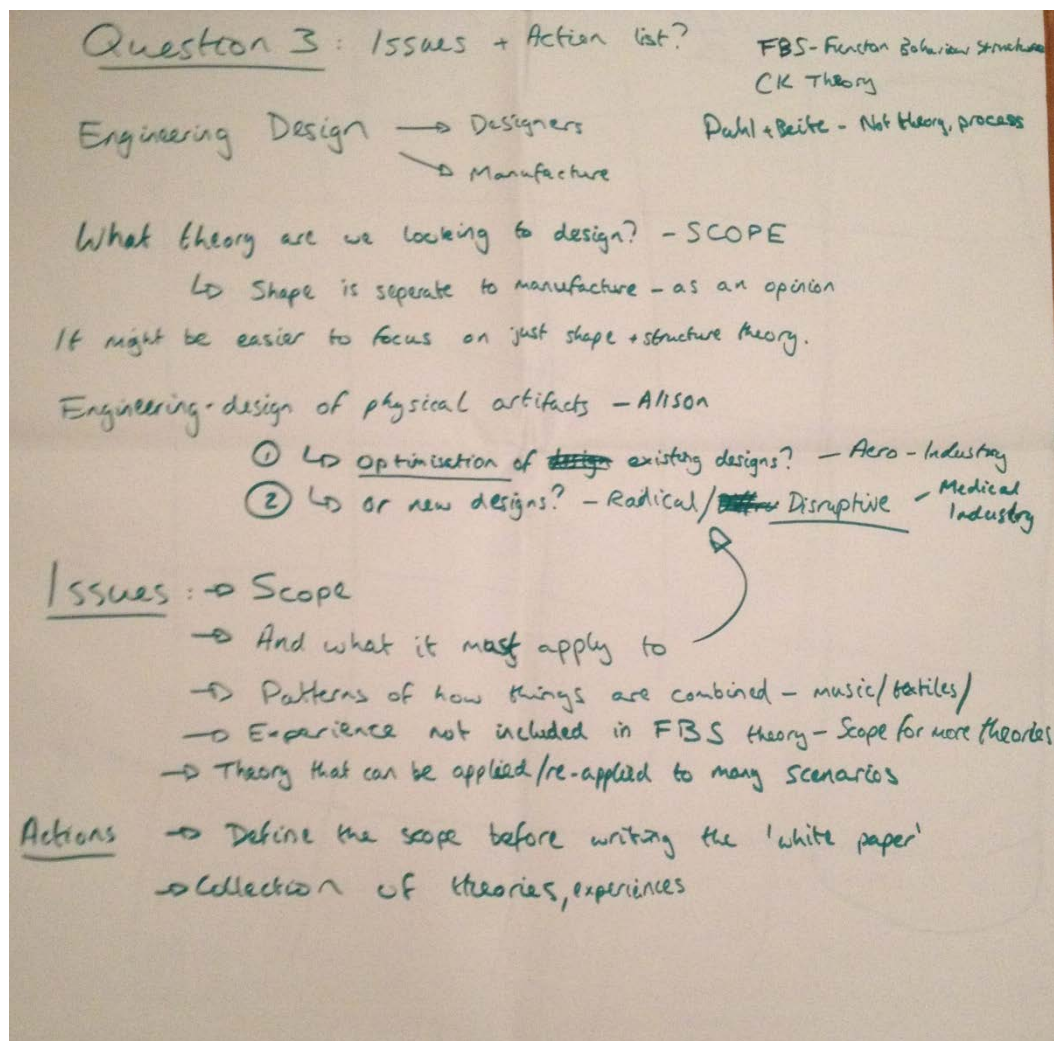 Question 3: Issues + Action list?
FBS - Functon Behaviour Structure
CK Theory
Pahl + Beite - Not theory, process
Engineering Design → Designers
→ Manufacture
What theory are we looking to design? - SCOPE
↳ Shape is seperate to manufacture - as an opinion
It might be easier to focus on just shape + structure theory.
Engineering design of physical artifacts - Alison
① ↳ Optimisation of existing designs? - Aero - Industry
② ↳ or new designs? - Radical / Disruptive - Medical Industry
Issues: → Scope
→ And what it must apply to
→ Patterns of how things are combined - music/textiles/
→ Experience not included in FBS theory - Scope for more theories
→ Theory that can be applied/re-applied to many scenarios
Actions → Define the scope before writing the 'white paper'
→ Collection of theories, experiences